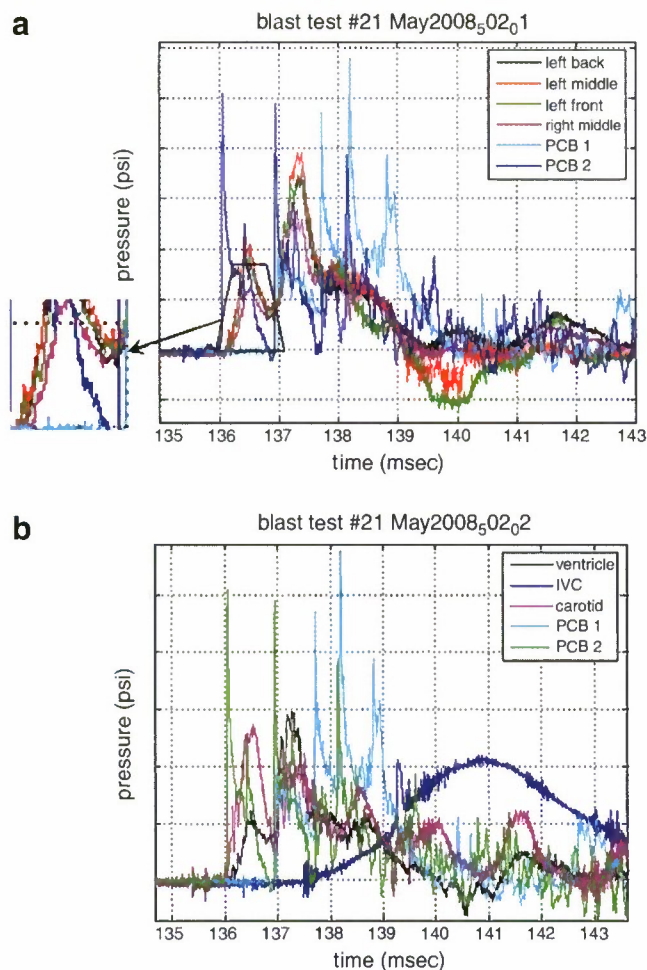 a
blast test #21 May2008₅02₀1
left back
left middle
left front
right middle
PCB 1
PCB 2
pressure (psi)
135 136 137 138 139 140 141 142 143
time (msec)
b
blast test #21 May2008₅02₀2
ventricle
IVC
carotid
PCB 1
PCB 2
pressure (psi)
135 136 137 138 139 140 141 142 143
time (msec)